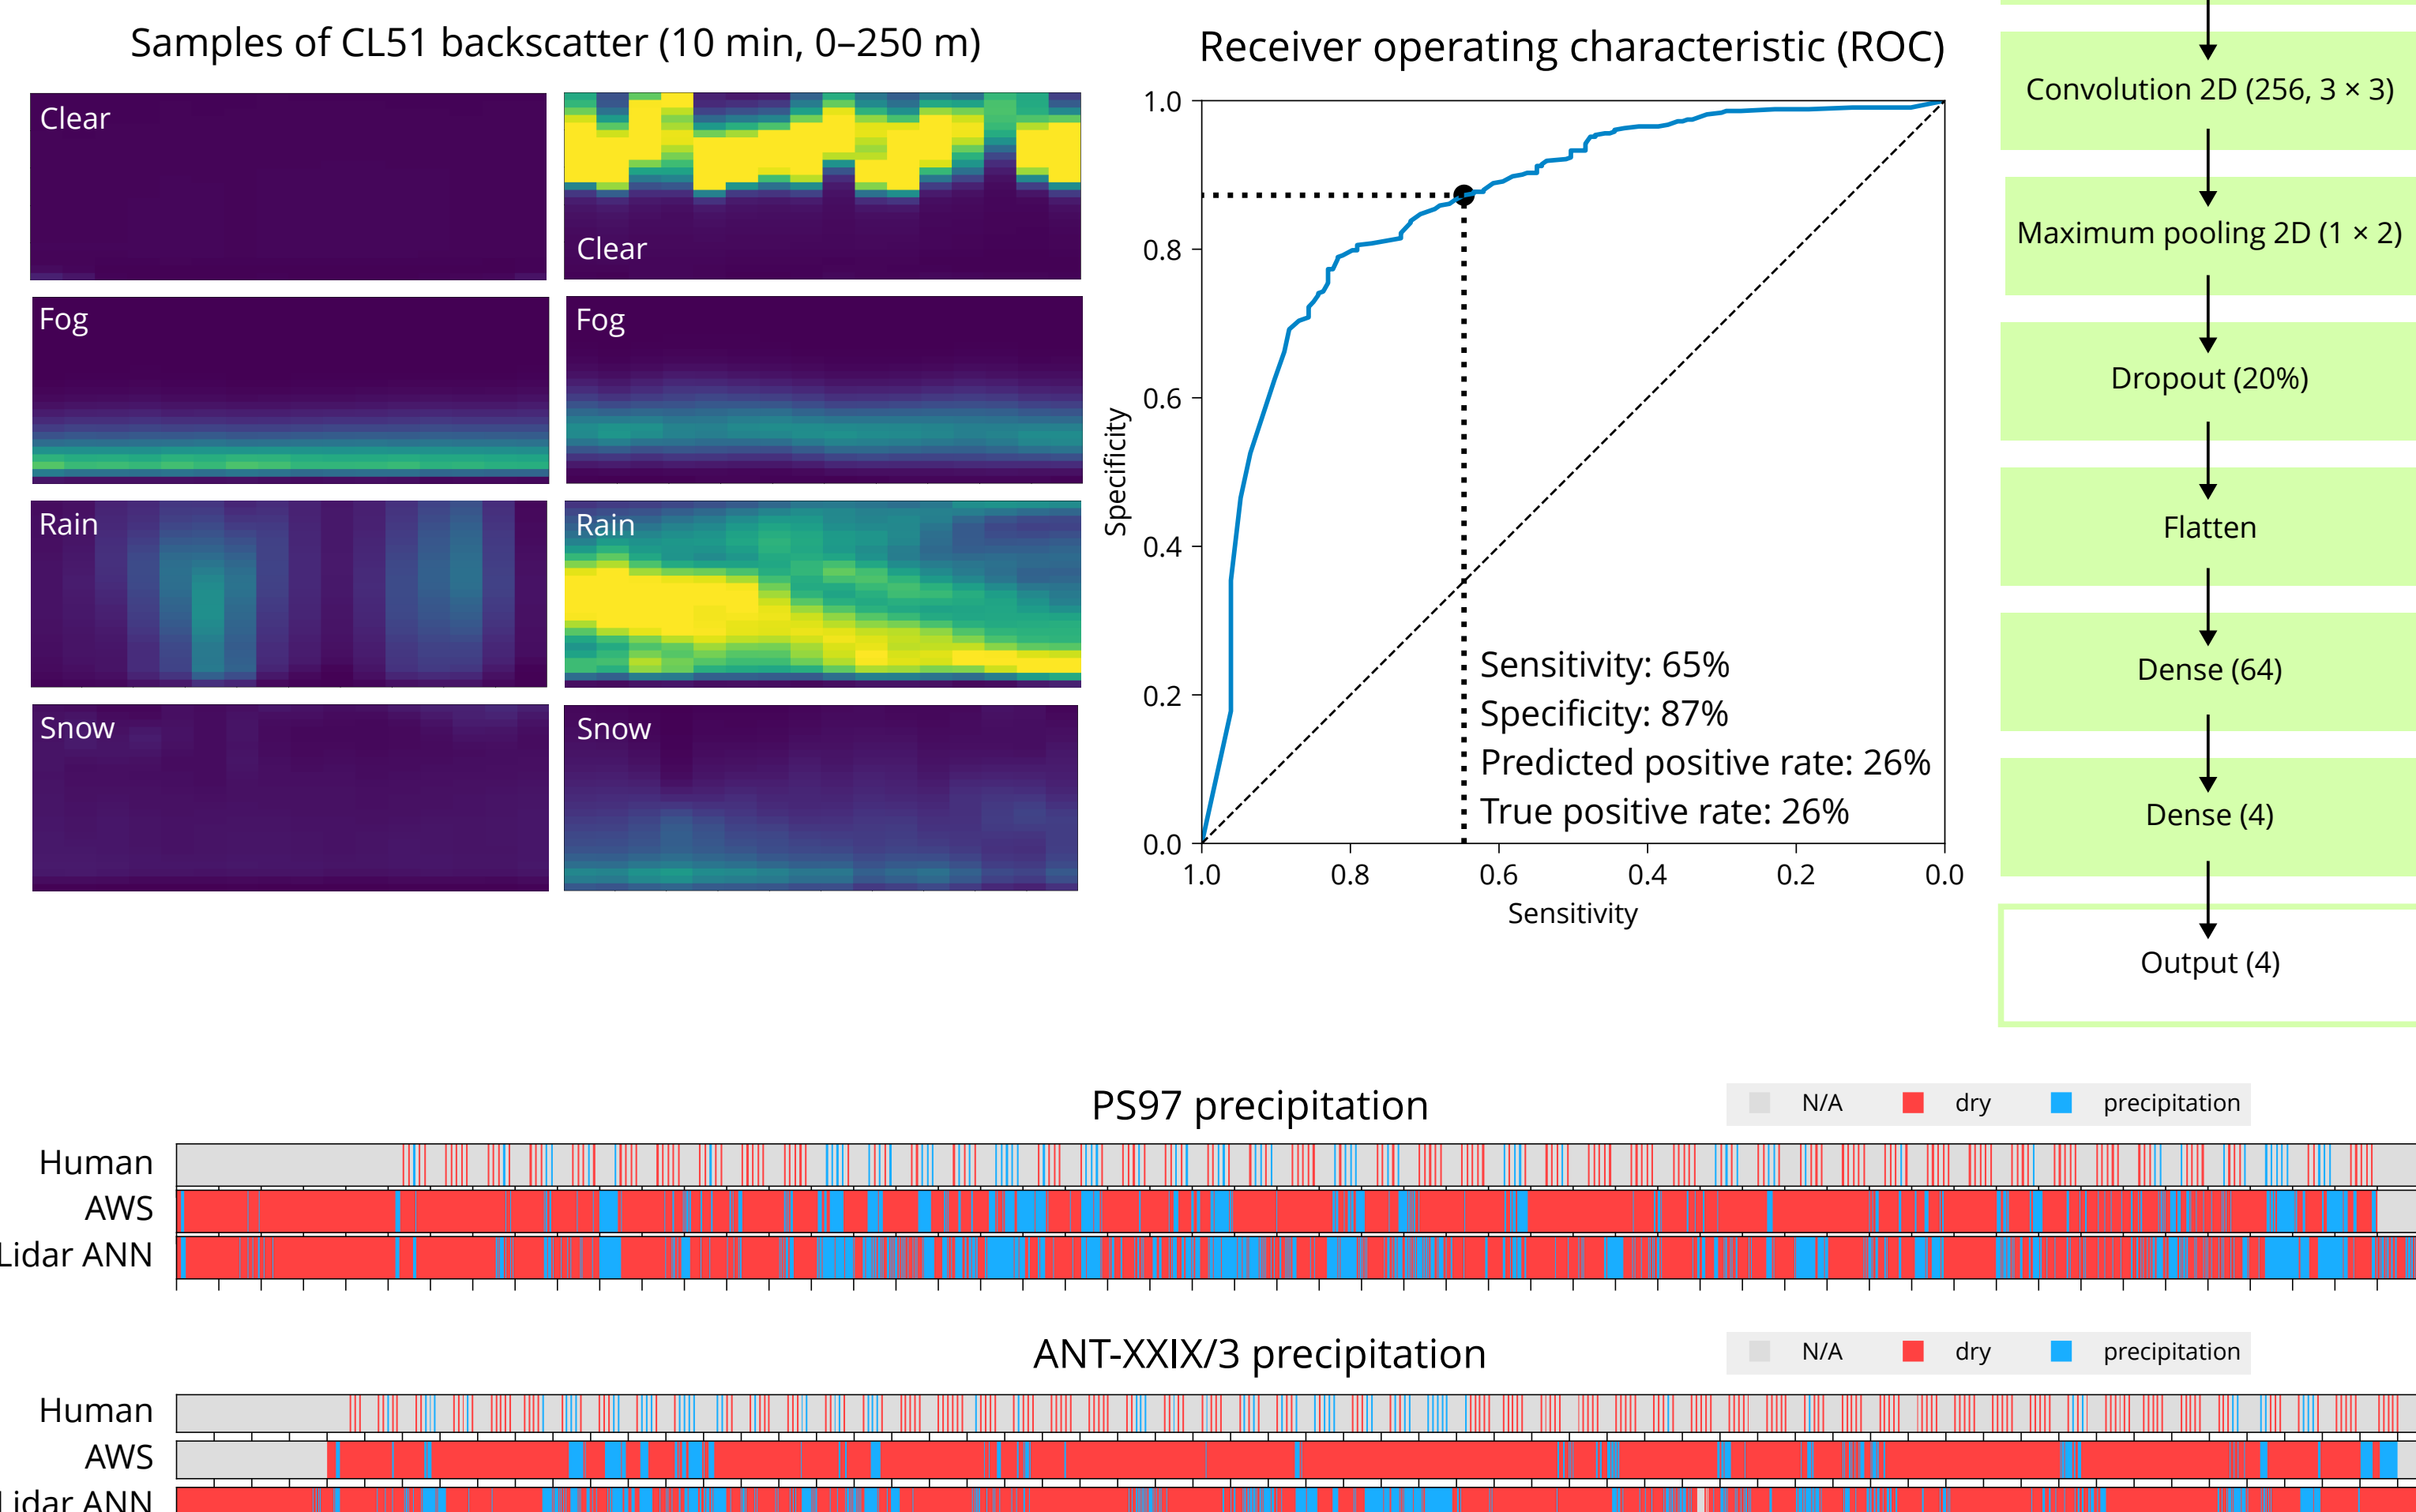 Samples of CL51 backscatter (10 min, 0–250 m)
Clear
Clear
Fog
Fog
Rain
Rain
Snow
Snow
Receiver operating characteristic (ROC)
1.0
0.8
0.6
0.4
0.2
0.0
Specificity
Sensitivity: 65%
Specificity: 87%
Predicted positive rate: 26%
True positive rate: 26%
1.0 0.8 0.6 0.4 0.2 0.0
Sensitivity
Convolution 2D (256, 3 × 3)
Maximum pooling 2D (1 × 2)
Dropout (20%)
Flatten
Dense (64)
Dense (4)
Output (4)
PS97 precipitation
N/A dry precipitation
Human
AWS
Lidar ANN
ANT-XXIX/3 precipitation
N/A dry precipitation
Human
AWS
Lidar ANN